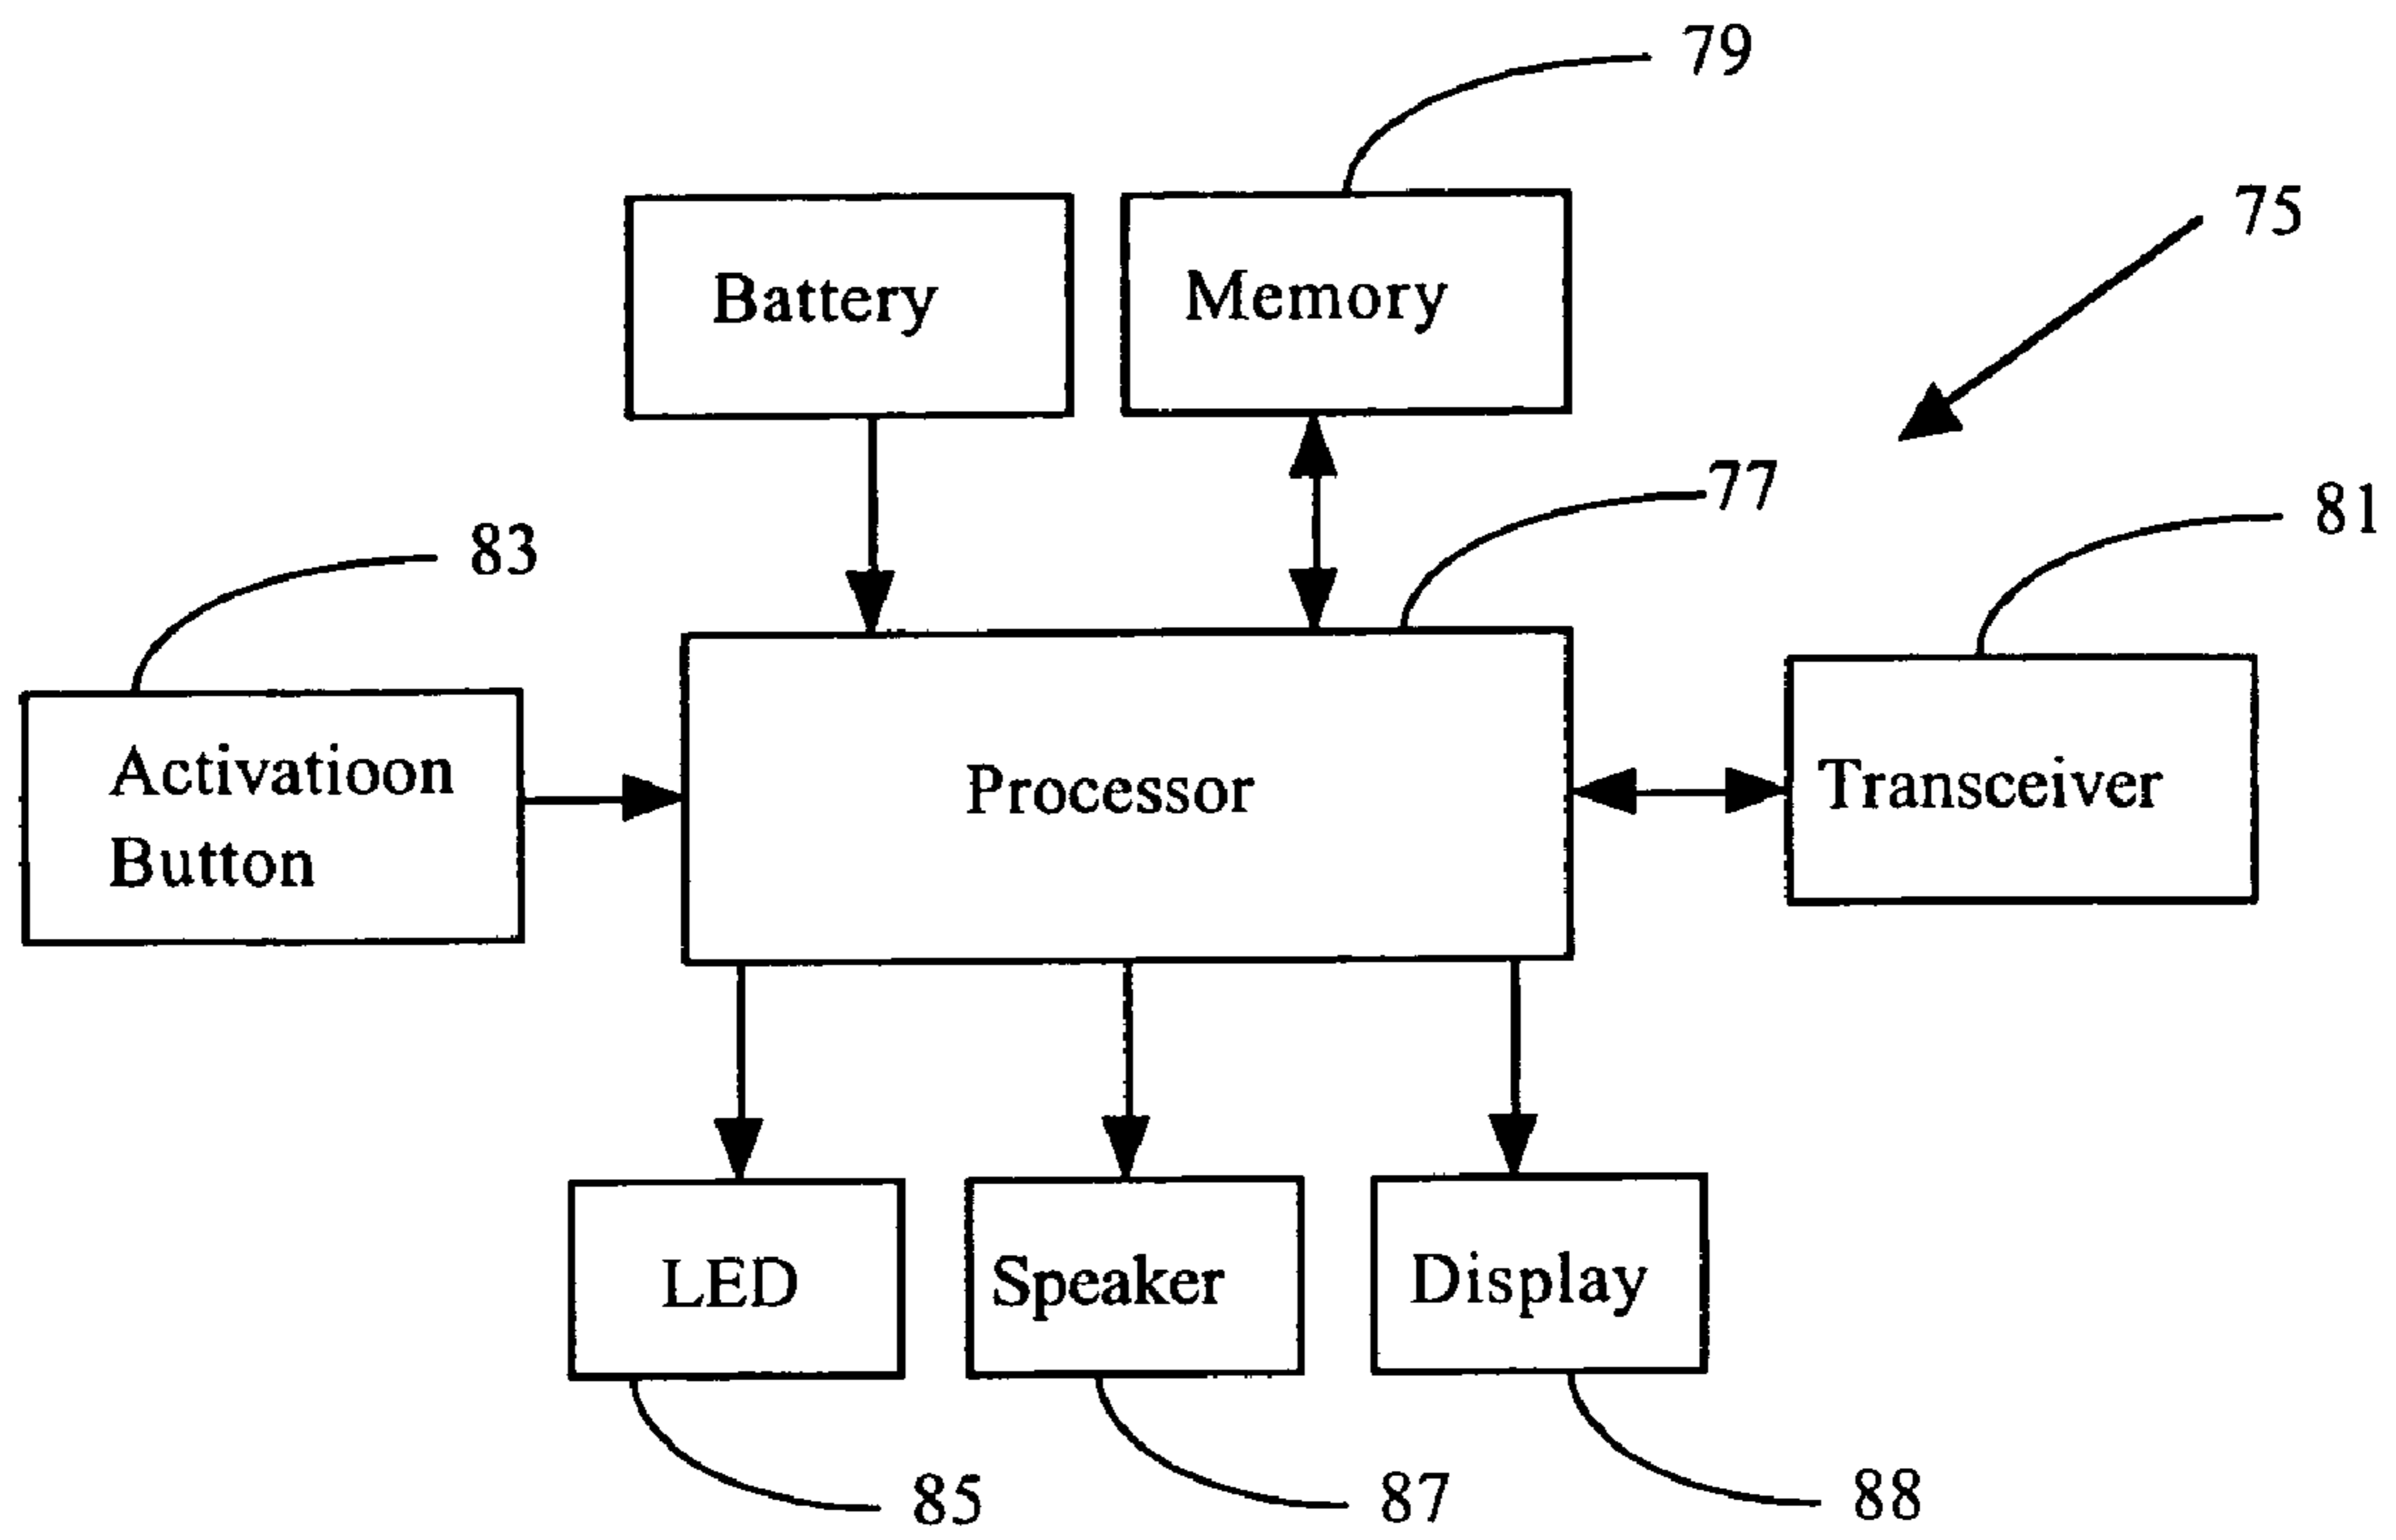 79
75
Battery
Memory
77
81
83
Activatioon
Button
Processor
Transceiver
LED
Speaker
Display
85
87
88